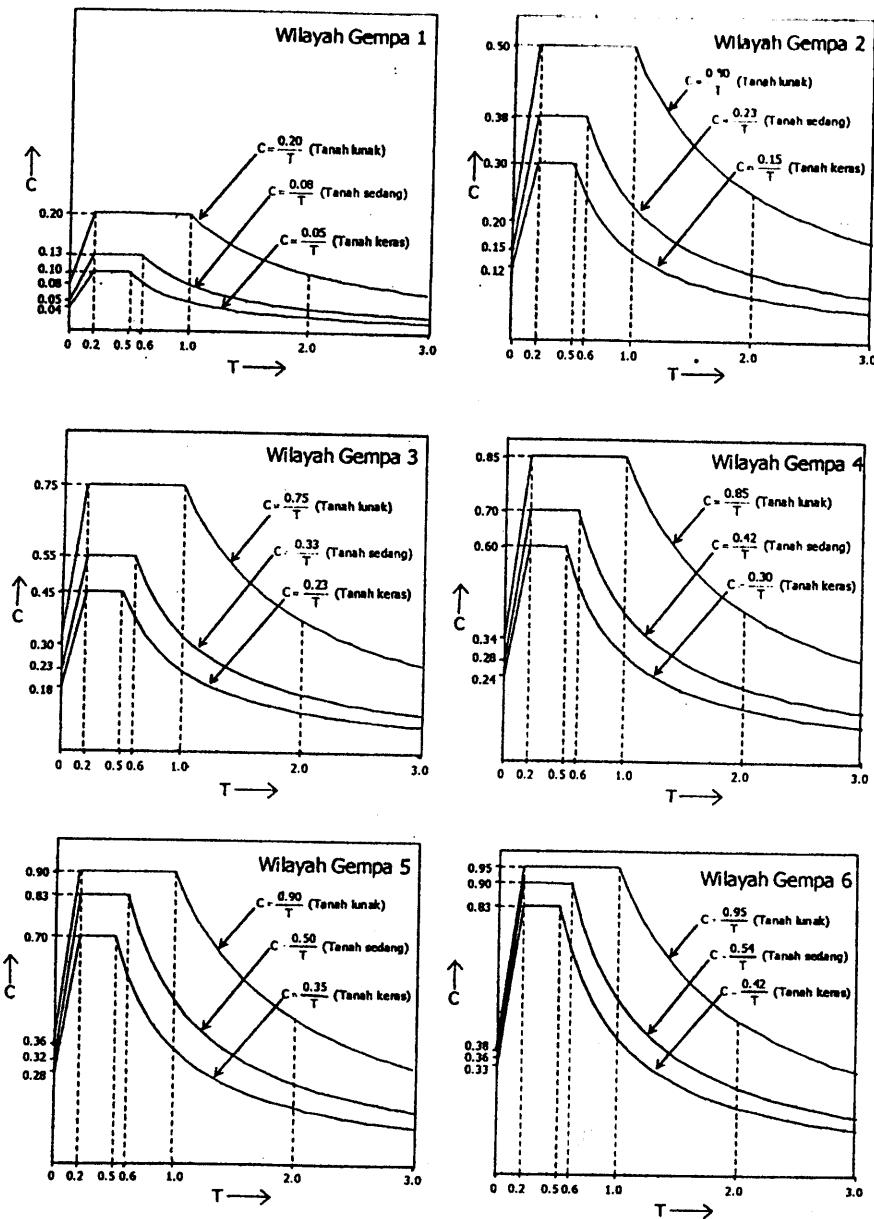 Wilayah Gempa 1
C = 0.20/T (Tanah lunak)
C = 0.08/T (Tanah sedang)
C = 0.05/T (Tanah keras)
C
0.20
0.13
0.10
0.08
0.05
0.04
0 0.2 0.5 0.6 1.0 2.0 3.0
T
Wilayah Gempa 2
(Tanah lunak)
C = 0.23/T (Tanah sedang)
C = 0.15/T (Tanah keras)
C
0.50
0.38
0.30
0.20
0.15
0.12
0 0.2 0.5 0.6 1.0 2.0 3.0
T
Wilayah Gempa 3
C = 0.75/T (Tanah lunak)
C = 0.33/T (Tanah sedang)
C = 0.23/T (Tanah keras)
C
0.75
0.55
0.45
0.30
0.23
0.18
0 0.2 0.5 0.6 1.0 2.0 3.0
T
Wilayah Gempa 4
C = 0.85/T (Tanah lunak)
C = 0.42/T (Tanah sedang)
C - 0.30/T (Tanah keras)
C
0.85
0.70
0.60
0.34
0.28
0.24
0 0.2 0.5 0.6 1.0 2.0 3.0
T
Wilayah Gempa 5
C = 0.90/T (Tanah lunak)
C - 0.50/T (Tanah sedang)
C = 0.35/T (Tanah keras)
C
0.90
0.83
0.70
0.36
0.32
0.28
0 0.2 0.5 0.6 1.0 2.0 3.0
T
Wilayah Gempa 6
C - 0.95/T (Tanah lunak)
C - 0.54/T (Tanah sedang)
C - 0.42/T (Tanah keras)
C
0.95
0.90
0.83
0.38
0.36
0.33
0 0.2 0.5 0.6 1.0 2.0 3.0
T